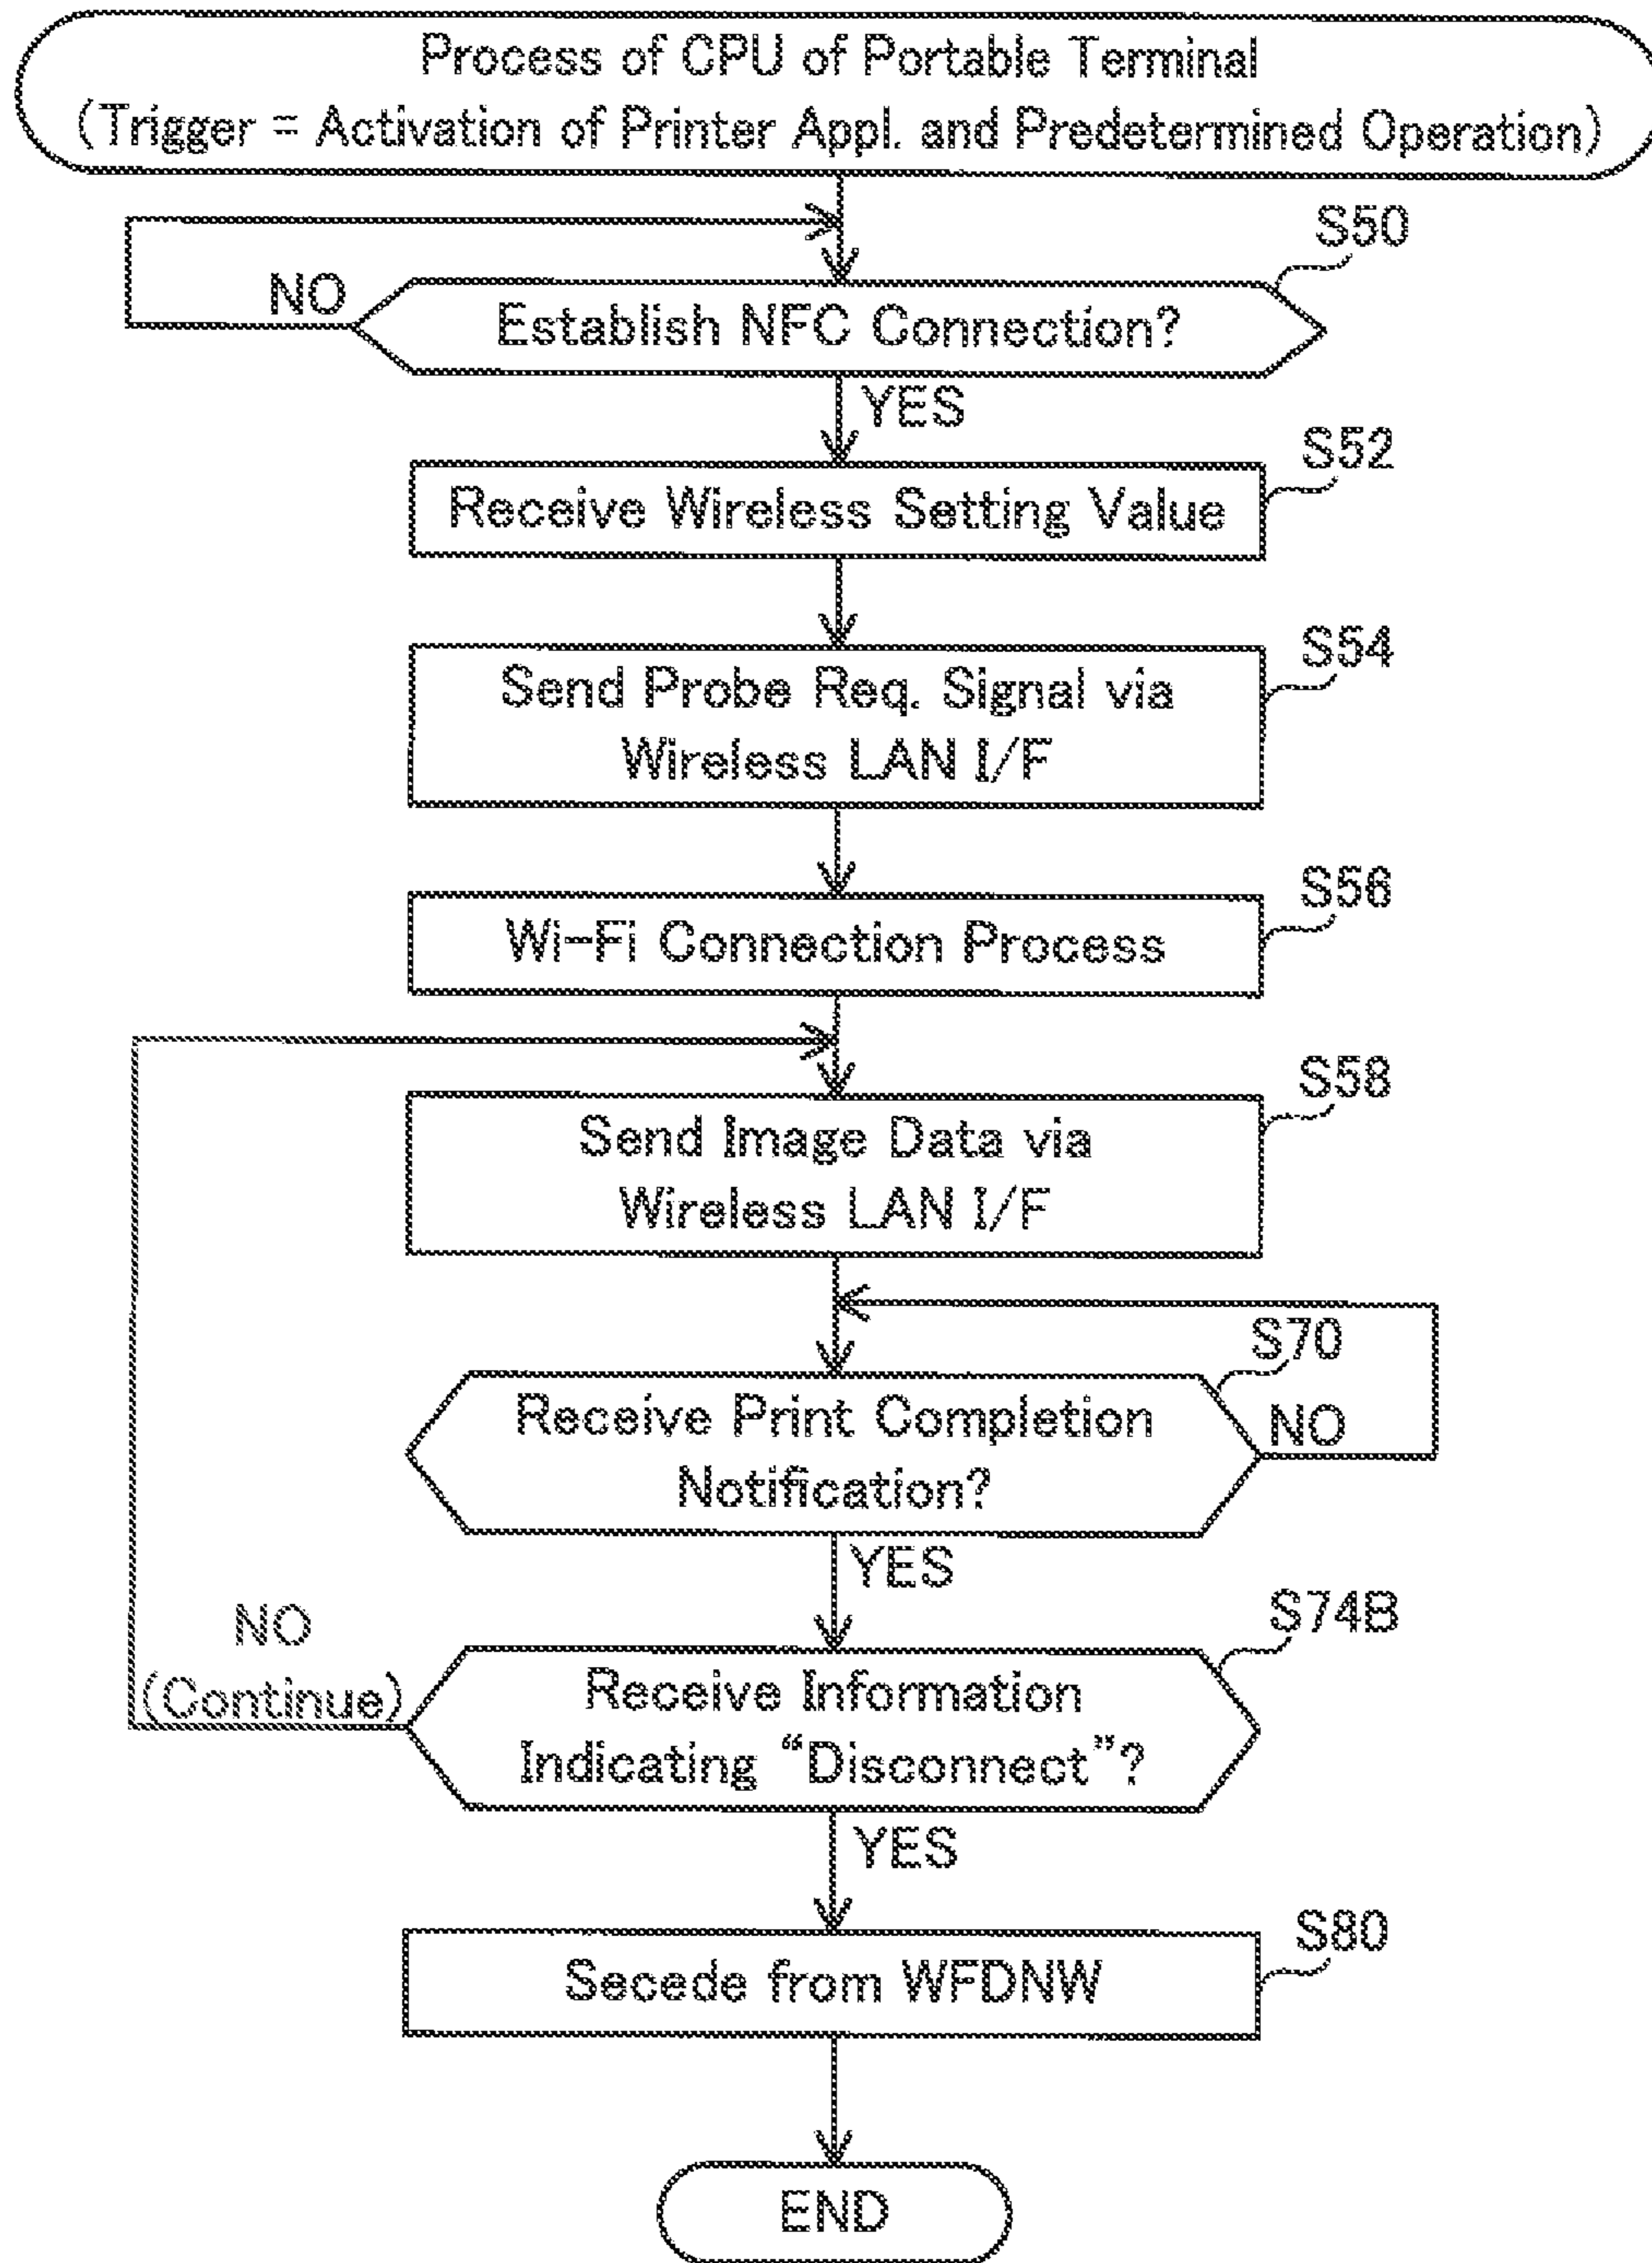 Process of CPU of Portable Terminal
(Trigger = Activation of Printer Appl. and Predetermined Operation)
S50
NO
Establish NFC Connection?
YES
S52
Receive Wireless Setting Value
S54
Send Probe Req. Signal via
Wireless LAN I/F
S56
Wi-Fi Connection Process
S58
Send Image Data via
Wireless LAN I/F
S70
Receive Print Completion
NO
Notification?
YES
S74B
NO
(Continue)
Receive Information
Indicating “Disconnect”?
YES
S80
Secede from WFDNW
END